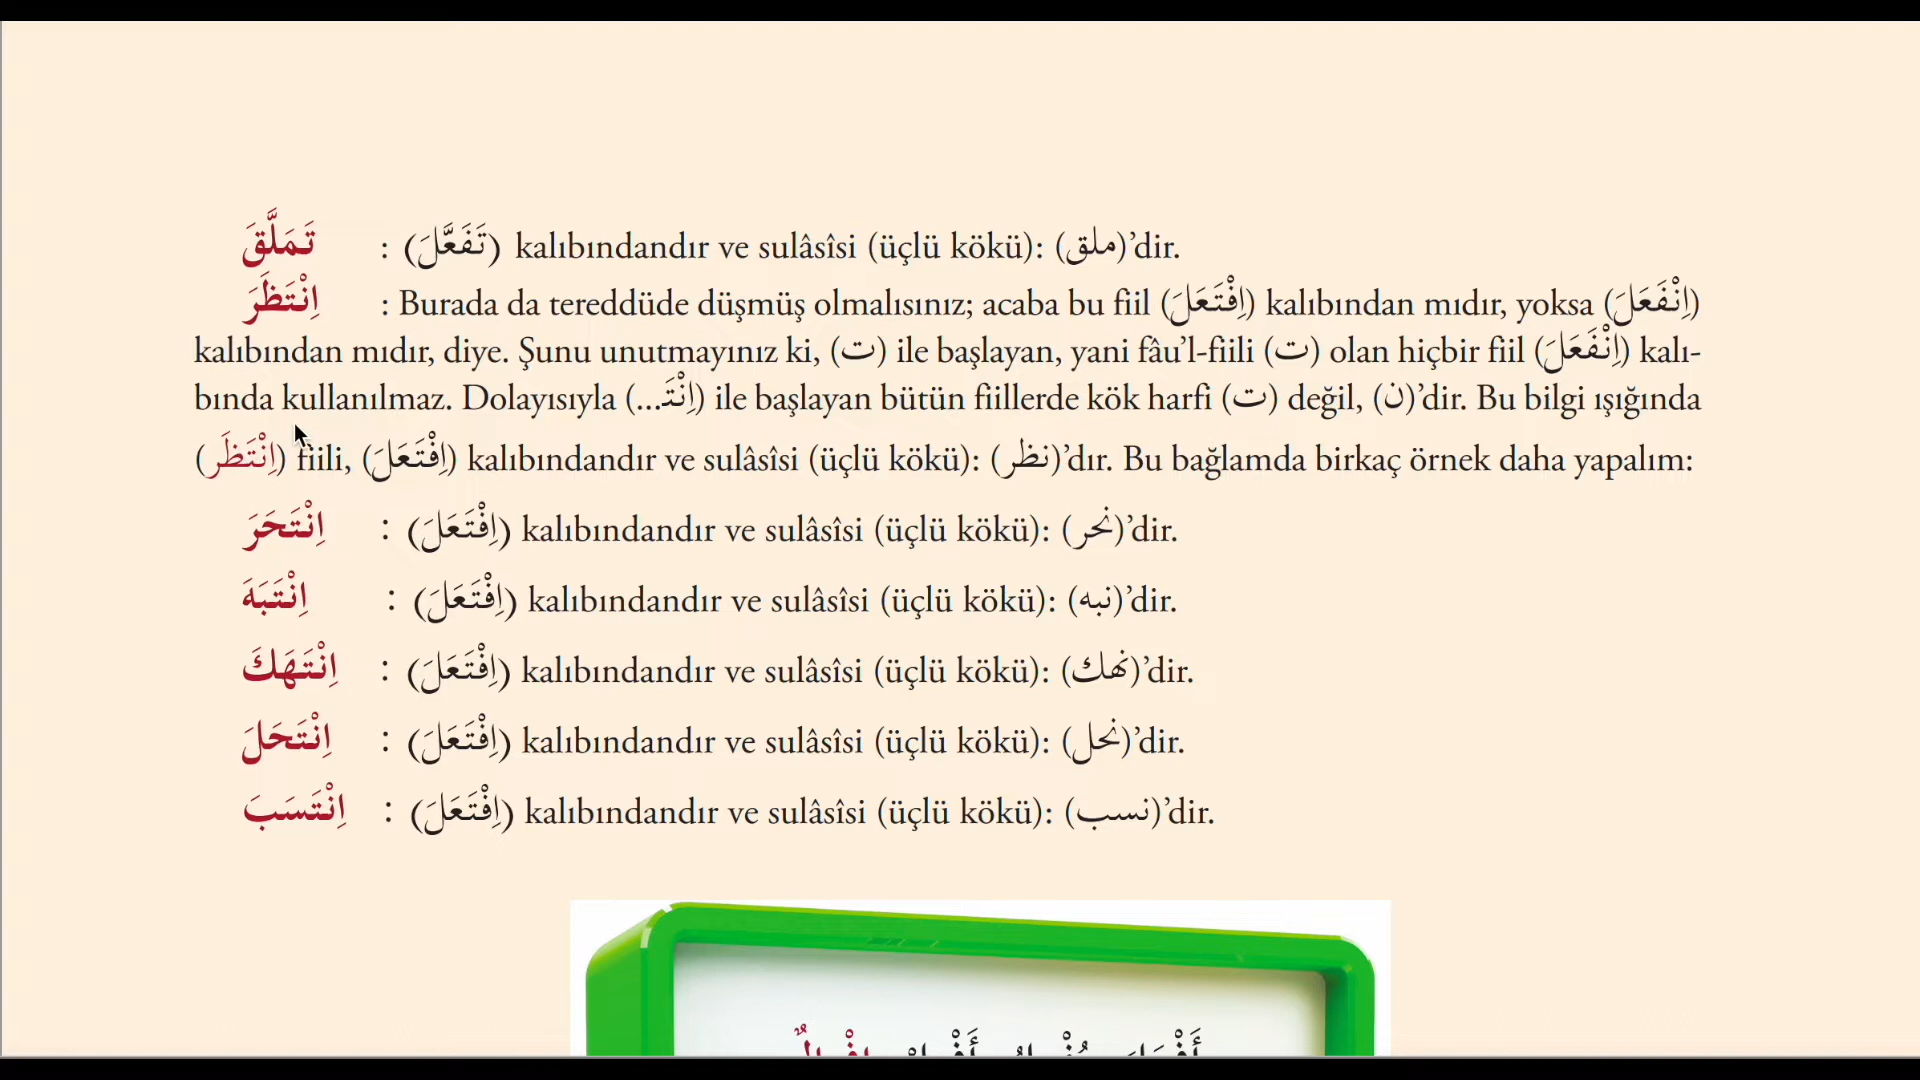 تَمَلَّقَ : (تَفَعَّلَ) kalıbındandır ve sulâsîsi (üçlü kökü): (ملق)’dir.
اِنْتَظَرَ : Burada da tereddüde düşmüş olmalısınız; acaba bu fiil (اِفْتَعَلَ) kalıbından mıdır, yoksa (اِنْفَعَلَ)
kalıbından mıdır, diye. Şunu unutmayınız ki, (ت) ile başlayan, yani fâu’l-fiili (ت) olan hiçbir fiil (اِنْفَعَلَ) kalı-
bında kullanılmaz. Dolayısıyla (اِنْتَـ...) ile başlayan bütün fiillerde kök harfi (ت) değil, (ن)’dir. Bu bilgi ışığında
(اِنْتَظَر) fiili, (اِفْتَعَلَ) kalıbındandır ve sulâsîsi (üçlü kökü): (نظر)’dır. Bu bağlamda birkaç örnek daha yapalım:
اِنْتَحَرَ : (اِفْتَعَلَ) kalıbındandır ve sulâsîsi (üçlü kökü): (نحر)’dir.
اِنْتَبَهَ : (اِفْتَعَلَ) kalıbındandır ve sulâsîsi (üçlü kökü): (نبه)’dir.
اِنْتَهَكَ : (اِفْتَعَلَ) kalıbındandır ve sulâsîsi (üçlü kökü): (نهك)’dir.
اِنْتَحَلَ : (اِفْتَعَلَ) kalıbındandır ve sulâsîsi (üçlü kökü): (نحل)’dir.
اِنْتَسَبَ : (اِفْتَعَلَ) kalıbındandır ve sulâsîsi (üçlü kökü): (نسب)’dir.